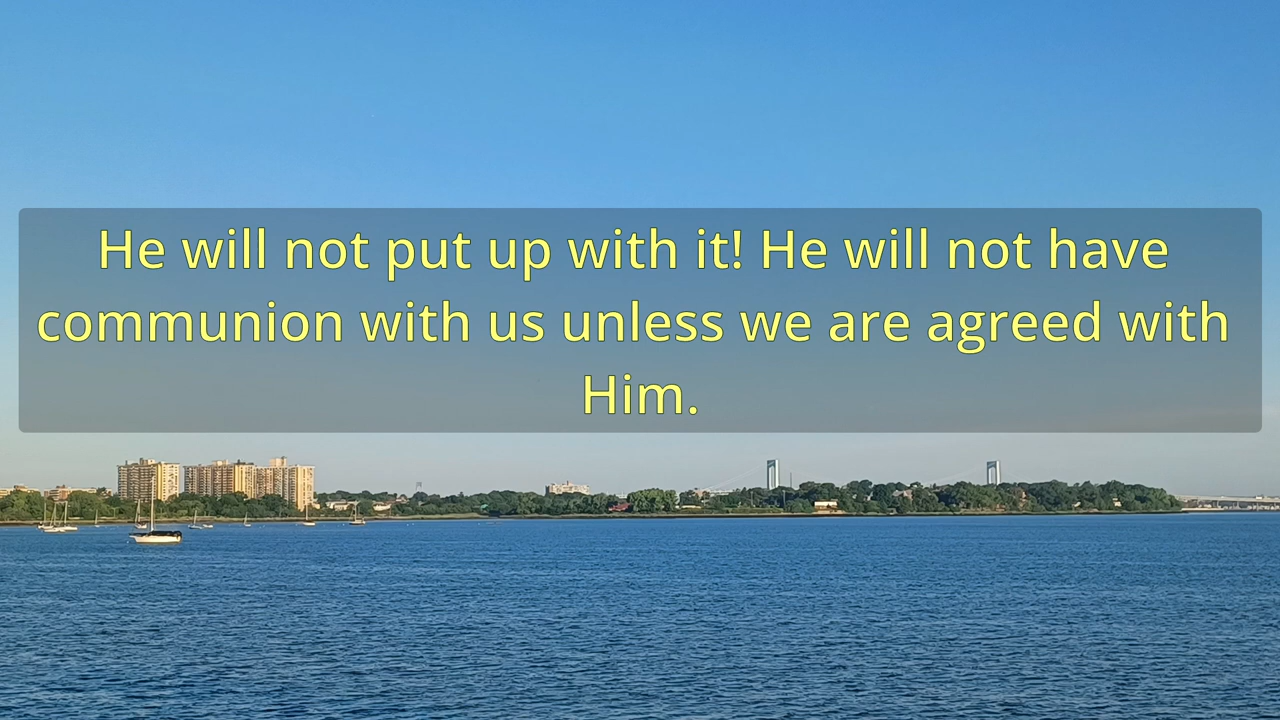 He will not put up with it! He will not have
communion with us unless we are agreed with
Him.